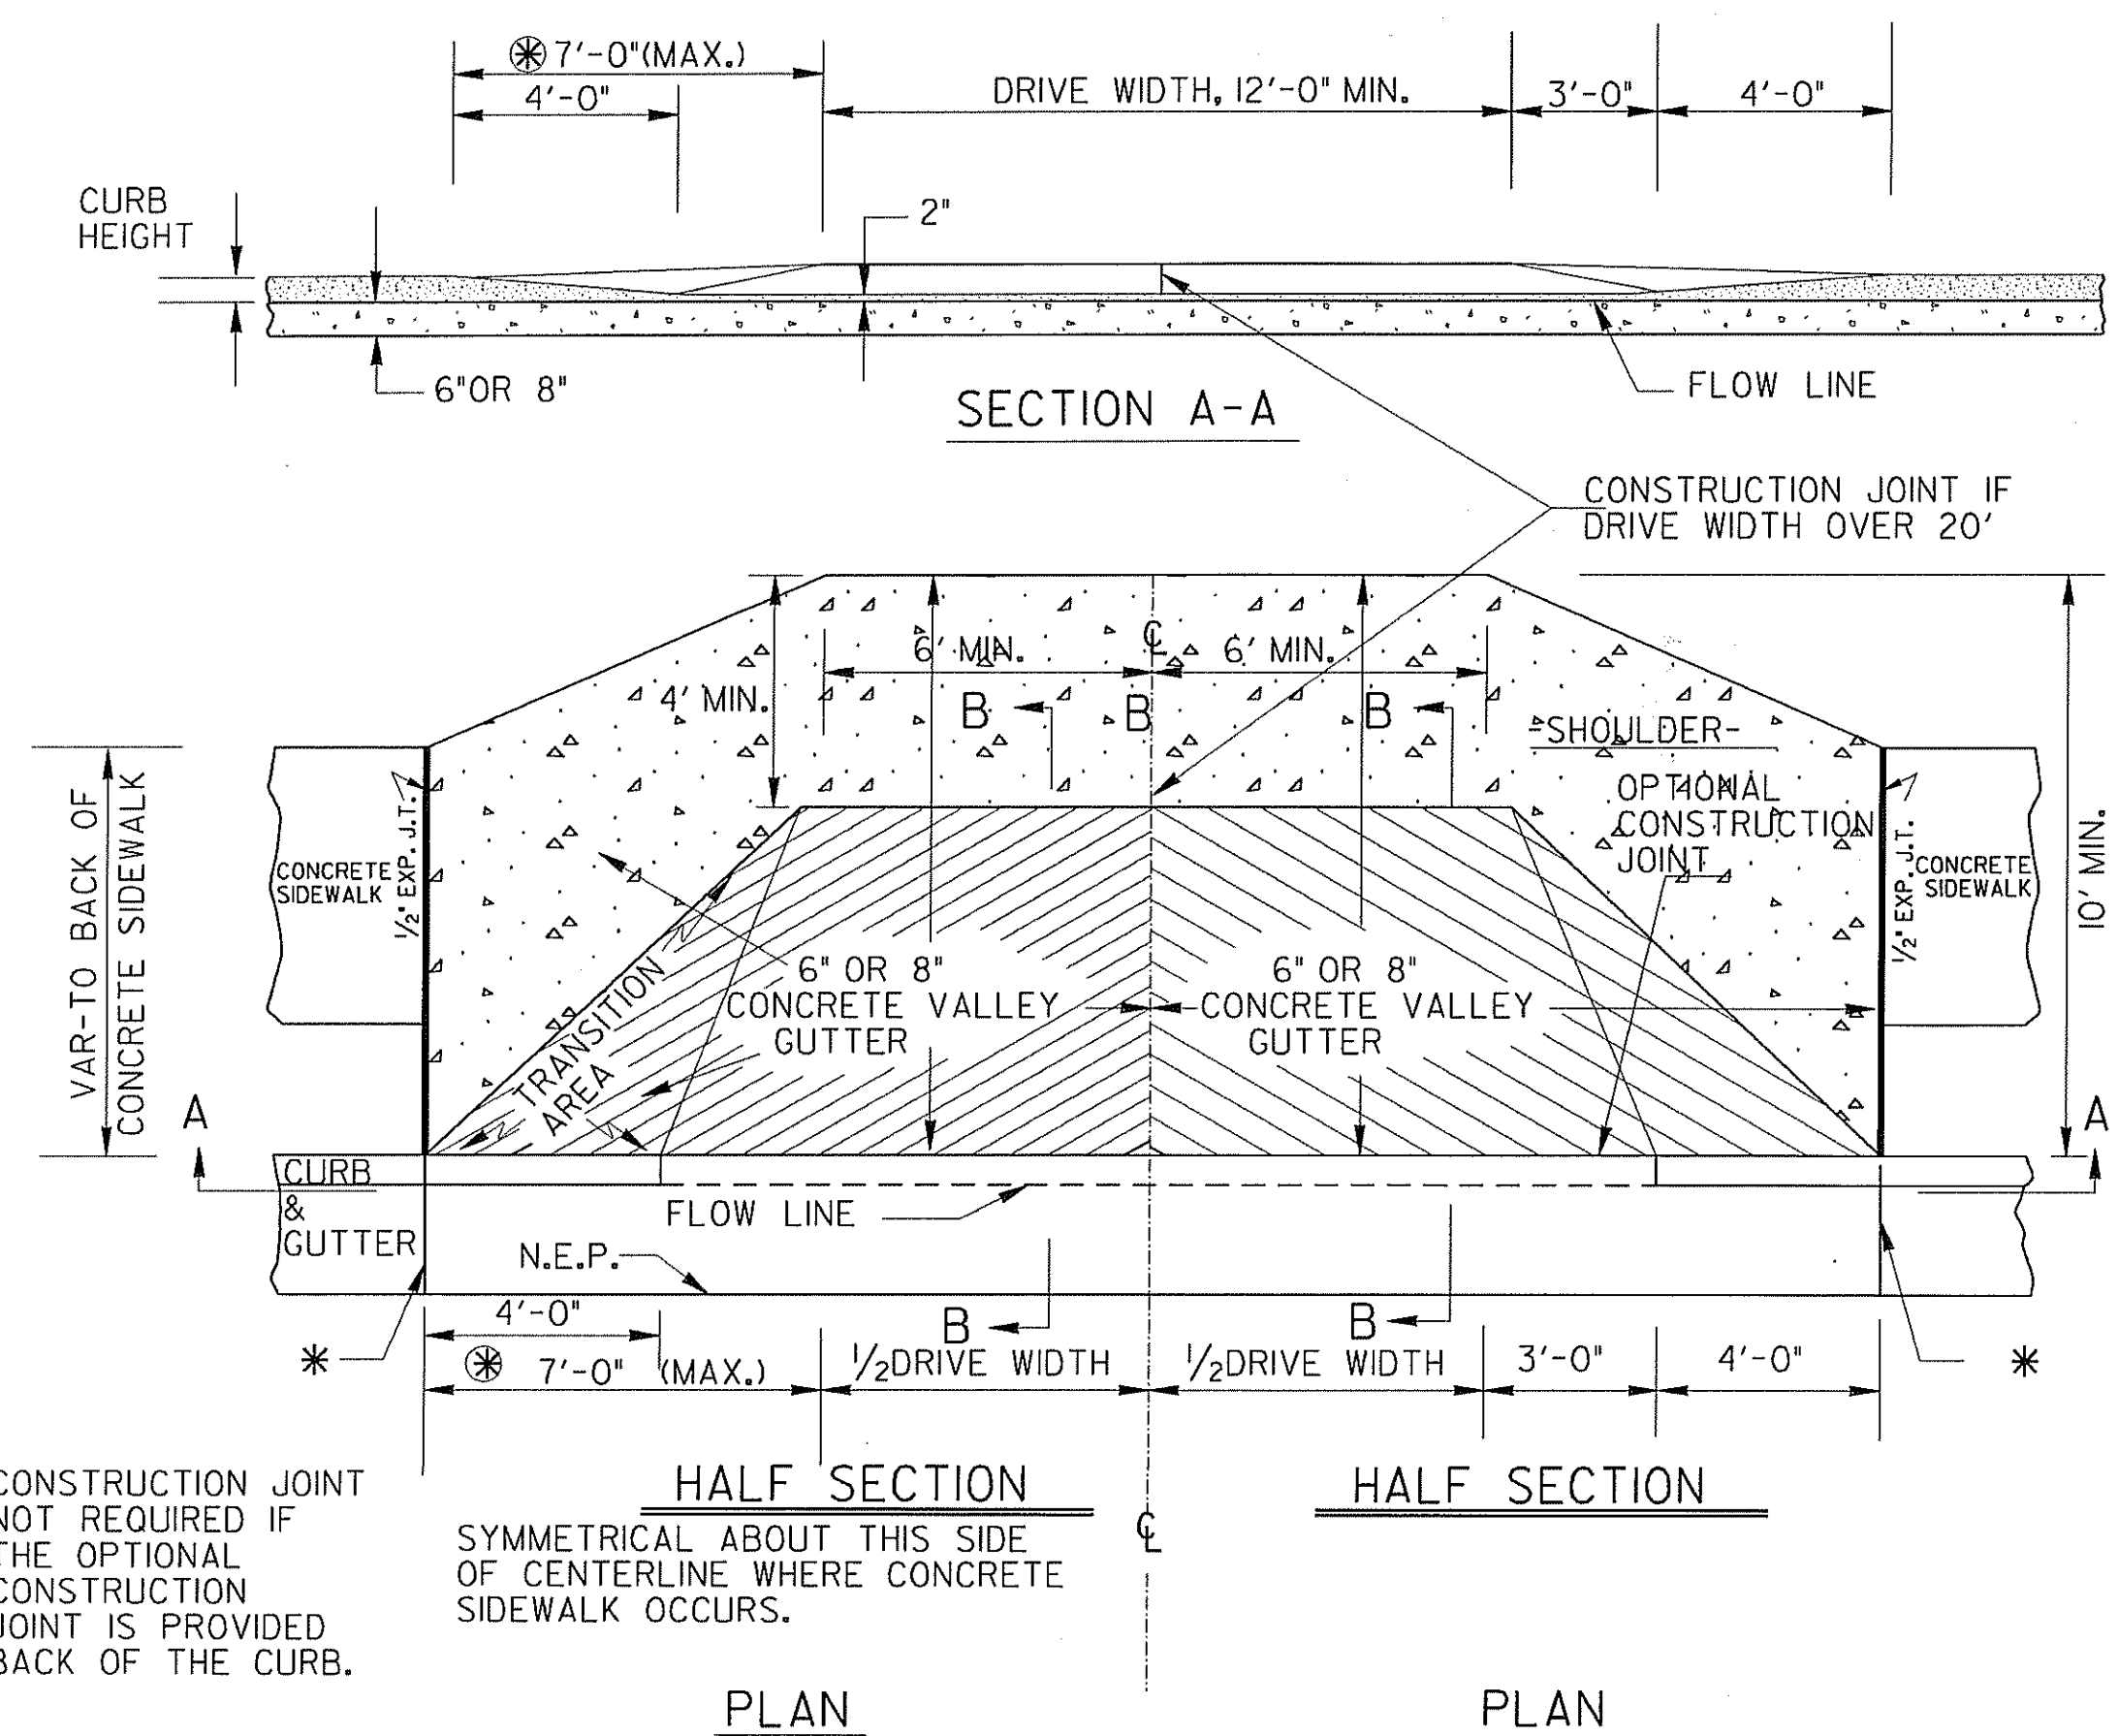 ⊛ 7'-0"(MAX.)
4'-0"
DRIVE WIDTH, 12'-0" MIN.
3'-0"
4'-0"
CURB
HEIGHT
2"
6"OR 8"
FLOW LINE
SECTION A-A
CONSTRUCTION JOINT IF
DRIVE WIDTH OVER 20'
℄
6' MIN.
6' MIN.
4' MIN.
B
B
B
-SHOULDER-
OPTIONAL
CONSTRUCTION
JOINT
VAR-TO BACK OF
CONCRETE SIDEWALK
CONCRETE
SIDEWALK
1/2" EXP. J.T.
1/2" EXP. J.T.
CONCRETE
SIDEWALK
10' MIN.
6" OR 8"
CONCRETE VALLEY
GUTTER
6" OR 8"
CONCRETE VALLEY
GUTTER
TRANSITION
AREA
A
A
CURB
&
GUTTER
FLOW LINE
N.E.P.
4'-0"
B
B
*
⊛ 7'-0" (MAX.)
1/2DRIVE WIDTH
1/2DRIVE WIDTH
3'-0"
4'-0"
*
CONSTRUCTION JOINT
NOT REQUIRED IF
THE OPTIONAL
CONSTRUCTION
JOINT IS PROVIDED
BACK OF THE CURB.
HALF SECTION
HALF SECTION
SYMMETRICAL ABOUT THIS SIDE
OF CENTERLINE WHERE CONCRETE
SIDEWALK OCCURS.
℄
PLAN
PLAN